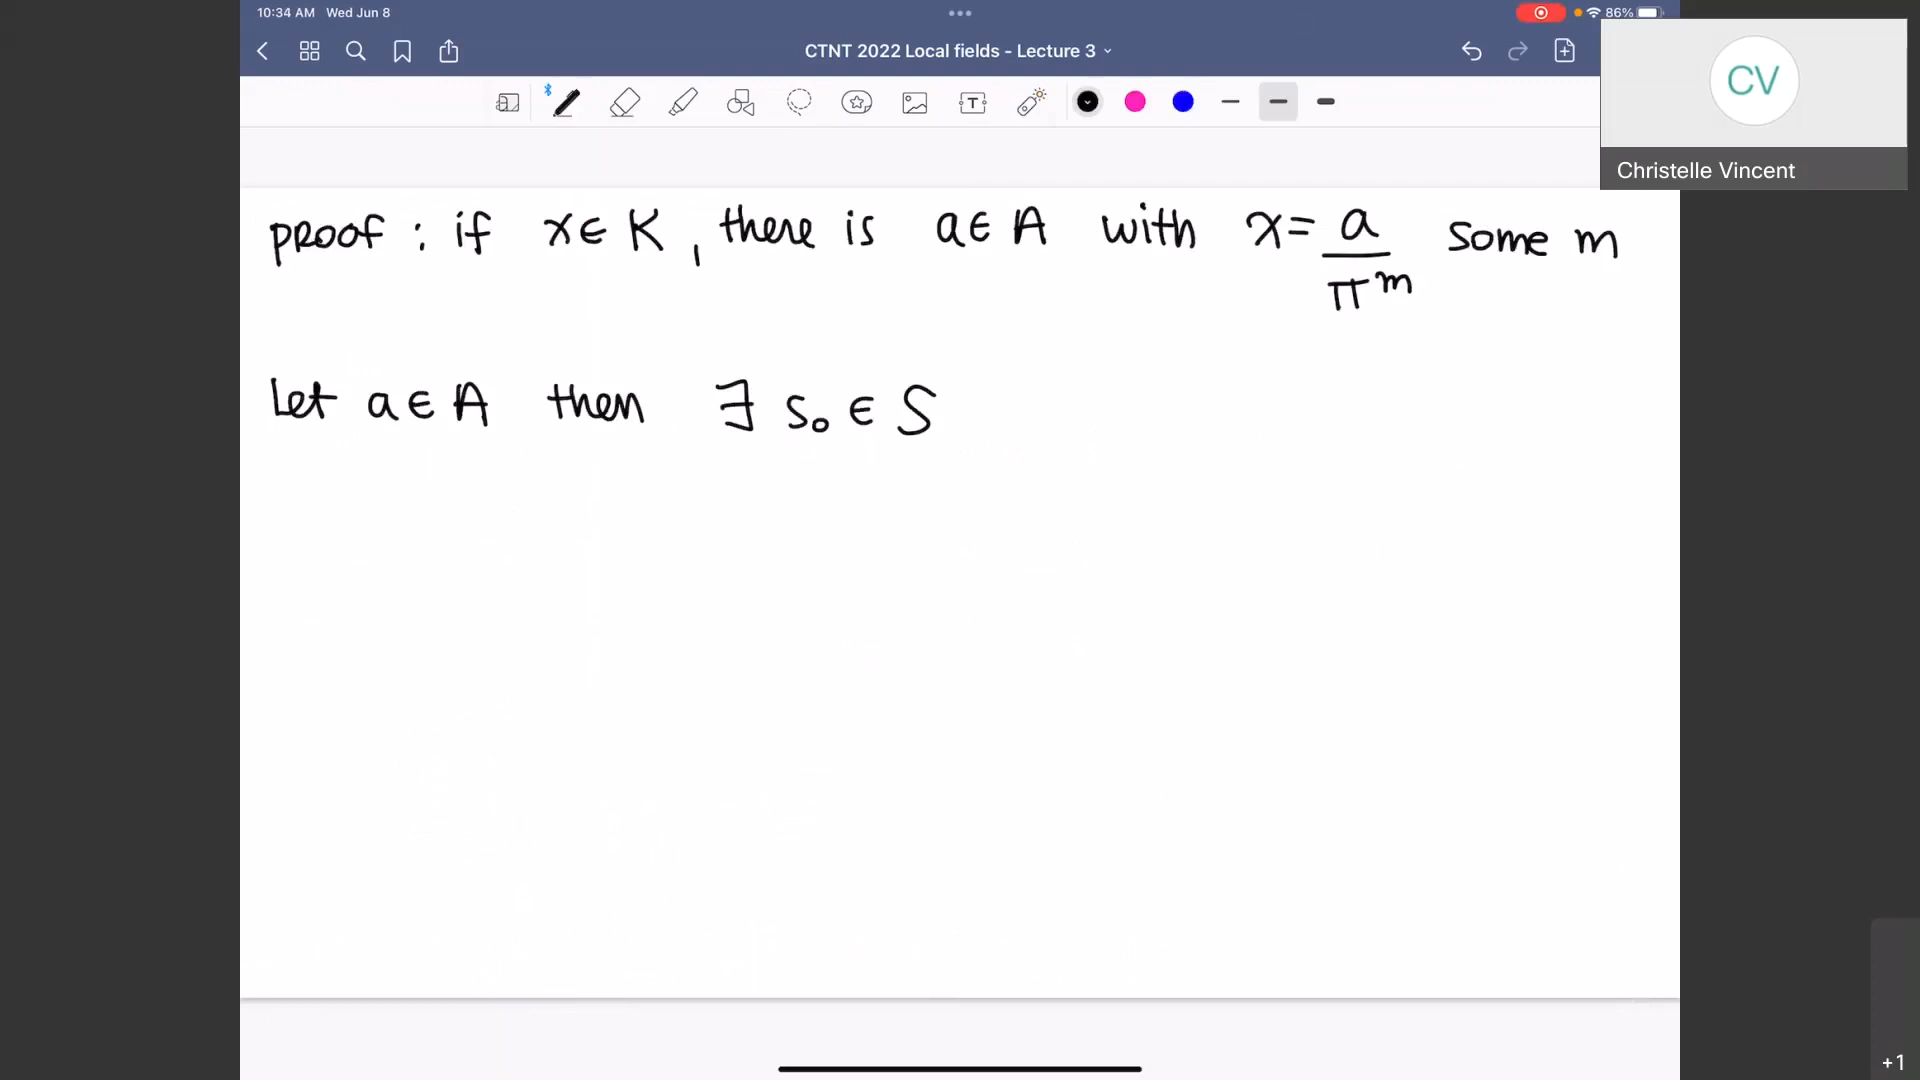 10:34 AM Wed Jun 8
86%
CTNT 2022 Local fields - Lecture 3
T
CV
Christelle Vincent
proof : if x ∈ K, there is a ∈ A with x = a/π^m some m
Let a ∈ A then ∃ s₀ ∈ S
+1